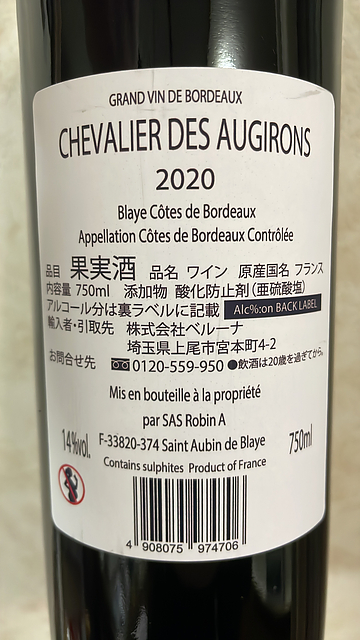 GRAND VIN DE BORDEAUX
CHEVALIER DES AUGIRONS
2020
Blaye Côtes de Bordeaux
Appellation Côtes de Bordeaux Contrôlée
品目 果実酒 品名 ワイン 原産国名 フランス
内容量 750ml 添加物 酸化防止剤(亜硫酸塩)
アルコール分は裏ラベルに記載 Alc%:on BACK LABEL
輸入者・引取先 株式会社ベルーナ
埼玉県上尾市宮本町4-2
お問合せ先 0120-559-950 ●飲酒は20歳を過ぎてから。
Mis en bouteille à la propriété
par SAS Robin A
14%vol. F-33820-374 Saint Aubin de Blaye 750ml
Contains sulphites Product of France
4 908075 974706